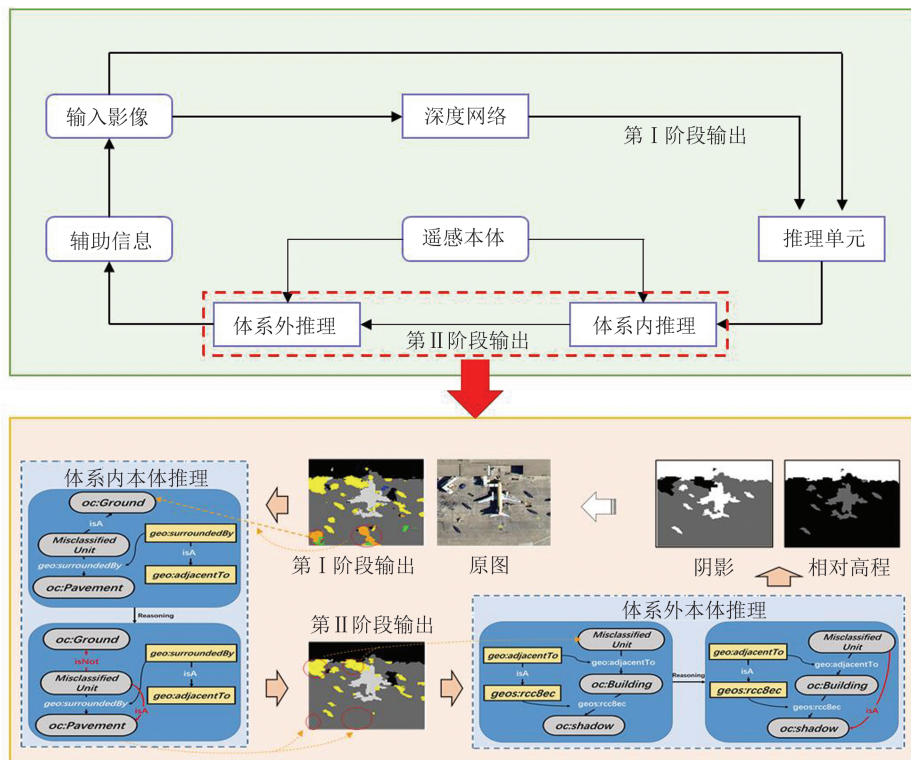 输入影像
深度网络
第Ⅰ阶段输出
辅助信息
遥感本体
推理单元
体系外推理
第Ⅱ阶段输出
体系内推理
体系内本体推理
oc:Ground
isA
Misclassified
Unit
geo:surroundedBy
geo:surroundedBy
isA
geo:adjacentTo
oc:Pavement
Reasoning
oc:Ground
isNot
Misclassified
Unit
geo:surroundedBy
isA
oc:Pavement
geo:surroundedBy
isA
geo:adjacentTo
第Ⅰ阶段输出
原图
阴影
相对高程
第Ⅱ阶段输出
体系外本体推理
Misclassified
Unit
geo:adjacentTo
geo:adjacentTo
isA
oc:Building
geos:rcc8ec
geos:rcc8ec
oc:shadow
Reasoning
Misclassified
Unit
geo:adjacentTo
geo:adjacentTo
isA
oc:Building
geos:rcc8ec
geos:rcc8ec
isA
oc:shadow